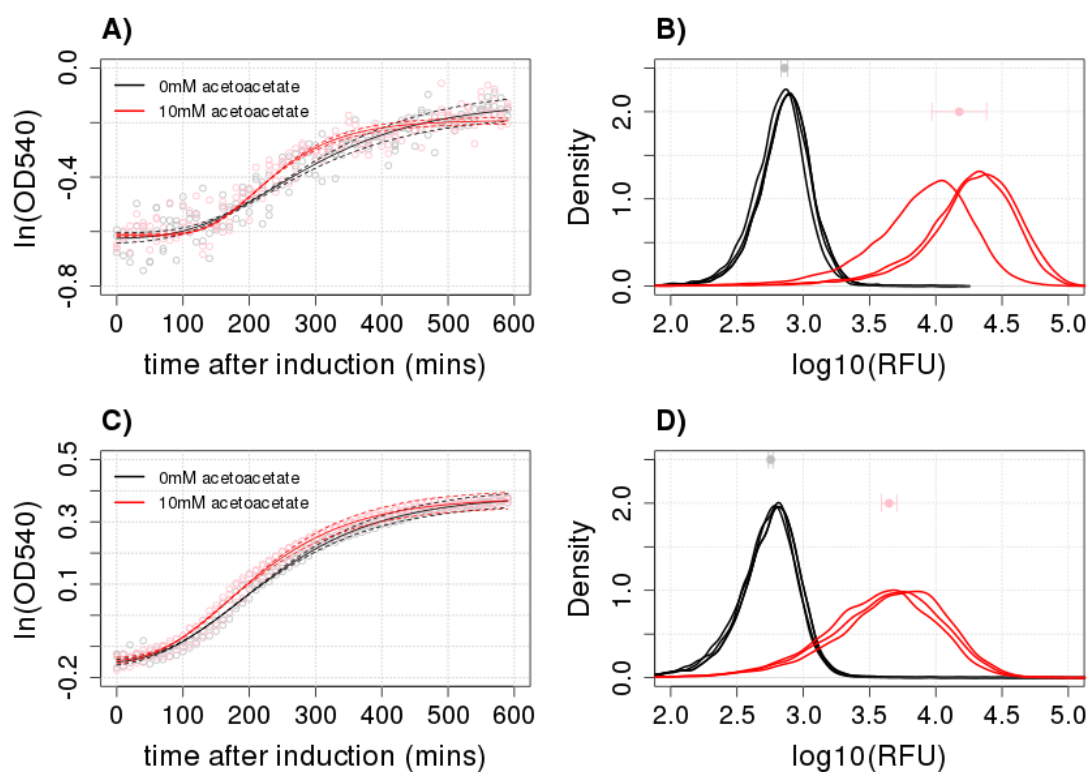 A)
ln(OD540)
0.0
-0.4
-0.8
0mM acetoacetate
10mM acetoacetate
0 100 200 300 400 500 600
time after induction (mins)
B)
Density
2.0
1.0
0.0
2.0 2.5 3.0 3.5 4.0 4.5 5.0
log10(RFU)
C)
ln(OD540)
0.5
0.3
0.1
-0.2
0mM acetoacetate
10mM acetoacetate
0 100 200 300 400 500 600
time after induction (mins)
D)
Density
2.0
1.0
0.0
2.0 2.5 3.0 3.5 4.0 4.5 5.0
log10(RFU)